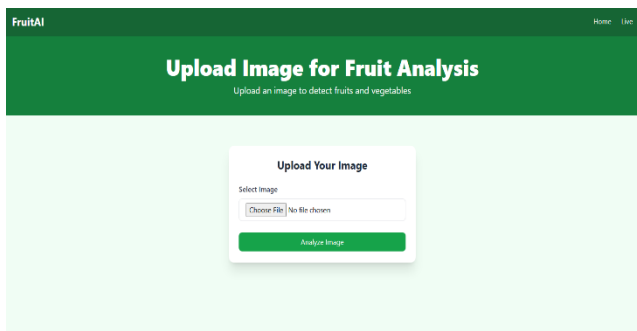 FruitAI
Home Live
Upload Image for Fruit Analysis
Upload an image to detect fruits and vegetables
Upload Your Image
Select Image
Choose File No file chosen
Analyze Image